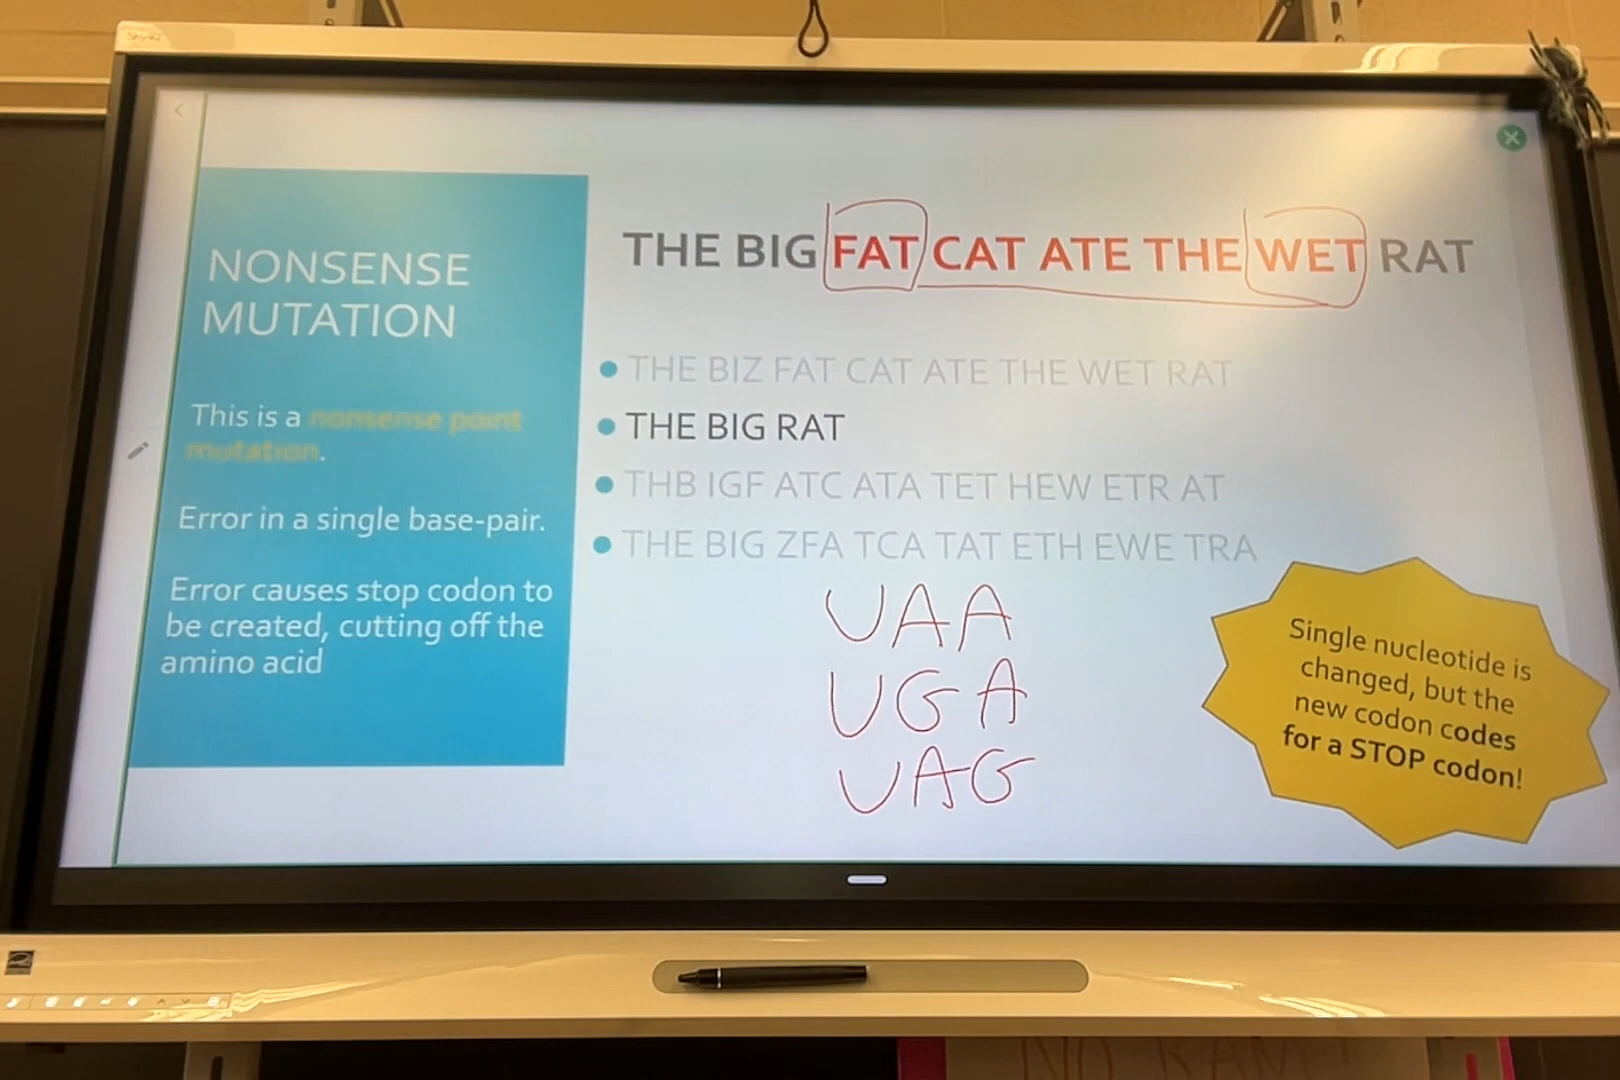 SMART
NONSENSE
MUTATION
This is a nonsense point
mutation.
Error in a single base-pair.
Error causes stop codon to
be created, cutting off the
amino acid
THE BIG FAT CAT ATE THE WET RAT
THE BIZ FAT CAT ATE THE WET RAT
THE BIG RAT
THB IGF ATC ATA TET HEW ETR AT
THE BIG ZFA TCA TAT ETH EWE TRA
UAA
UGA
UAG
Single nucleotide is
changed, but the
new codon codes
for a STOP codon!